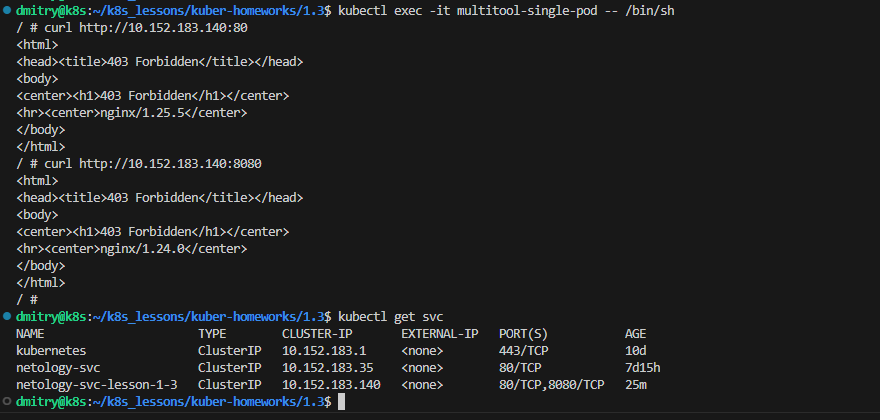 dmitry@k8s:~/k8s_lessons/kuber-homeworks/1.3$ kubectl exec -it multitool-single-pod -- /bin/sh
/ # curl http://10.152.183.140:80
<html>
<head><title>403 Forbidden</title></head>
<body>
<center><h1>403 Forbidden</h1></center>
<hr><center>nginx/1.25.5</center>
</body>
</html>
/ # curl http://10.152.183.140:8080
<html>
<head><title>403 Forbidden</title></head>
<body>
<center><h1>403 Forbidden</h1></center>
<hr><center>nginx/1.24.0</center>
</body>
</html>
/ #
dmitry@k8s:~/k8s_lessons/kuber-homeworks/1.3$ kubectl get svc
NAME                      TYPE        CLUSTER-IP       EXTERNAL-IP   PORT(S)           AGE
kubernetes                ClusterIP   10.152.183.1     <none>        443/TCP           10d
netology-svc              ClusterIP   10.152.183.35    <none>        80/TCP            7d15h
netology-svc-lesson-1-3   ClusterIP   10.152.183.140   <none>        80/TCP,8080/TCP   25m
dmitry@k8s:~/k8s_lessons/kuber-homeworks/1.3$